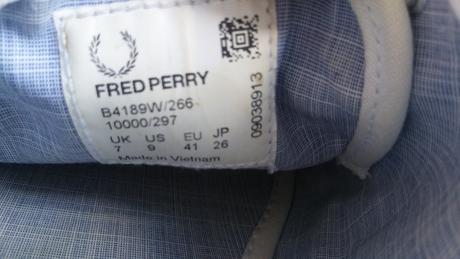 FRED PERRY
B4189W/266
10000/297
UK US EU JP
7 9 41 26
Made in Vietnam
09038913